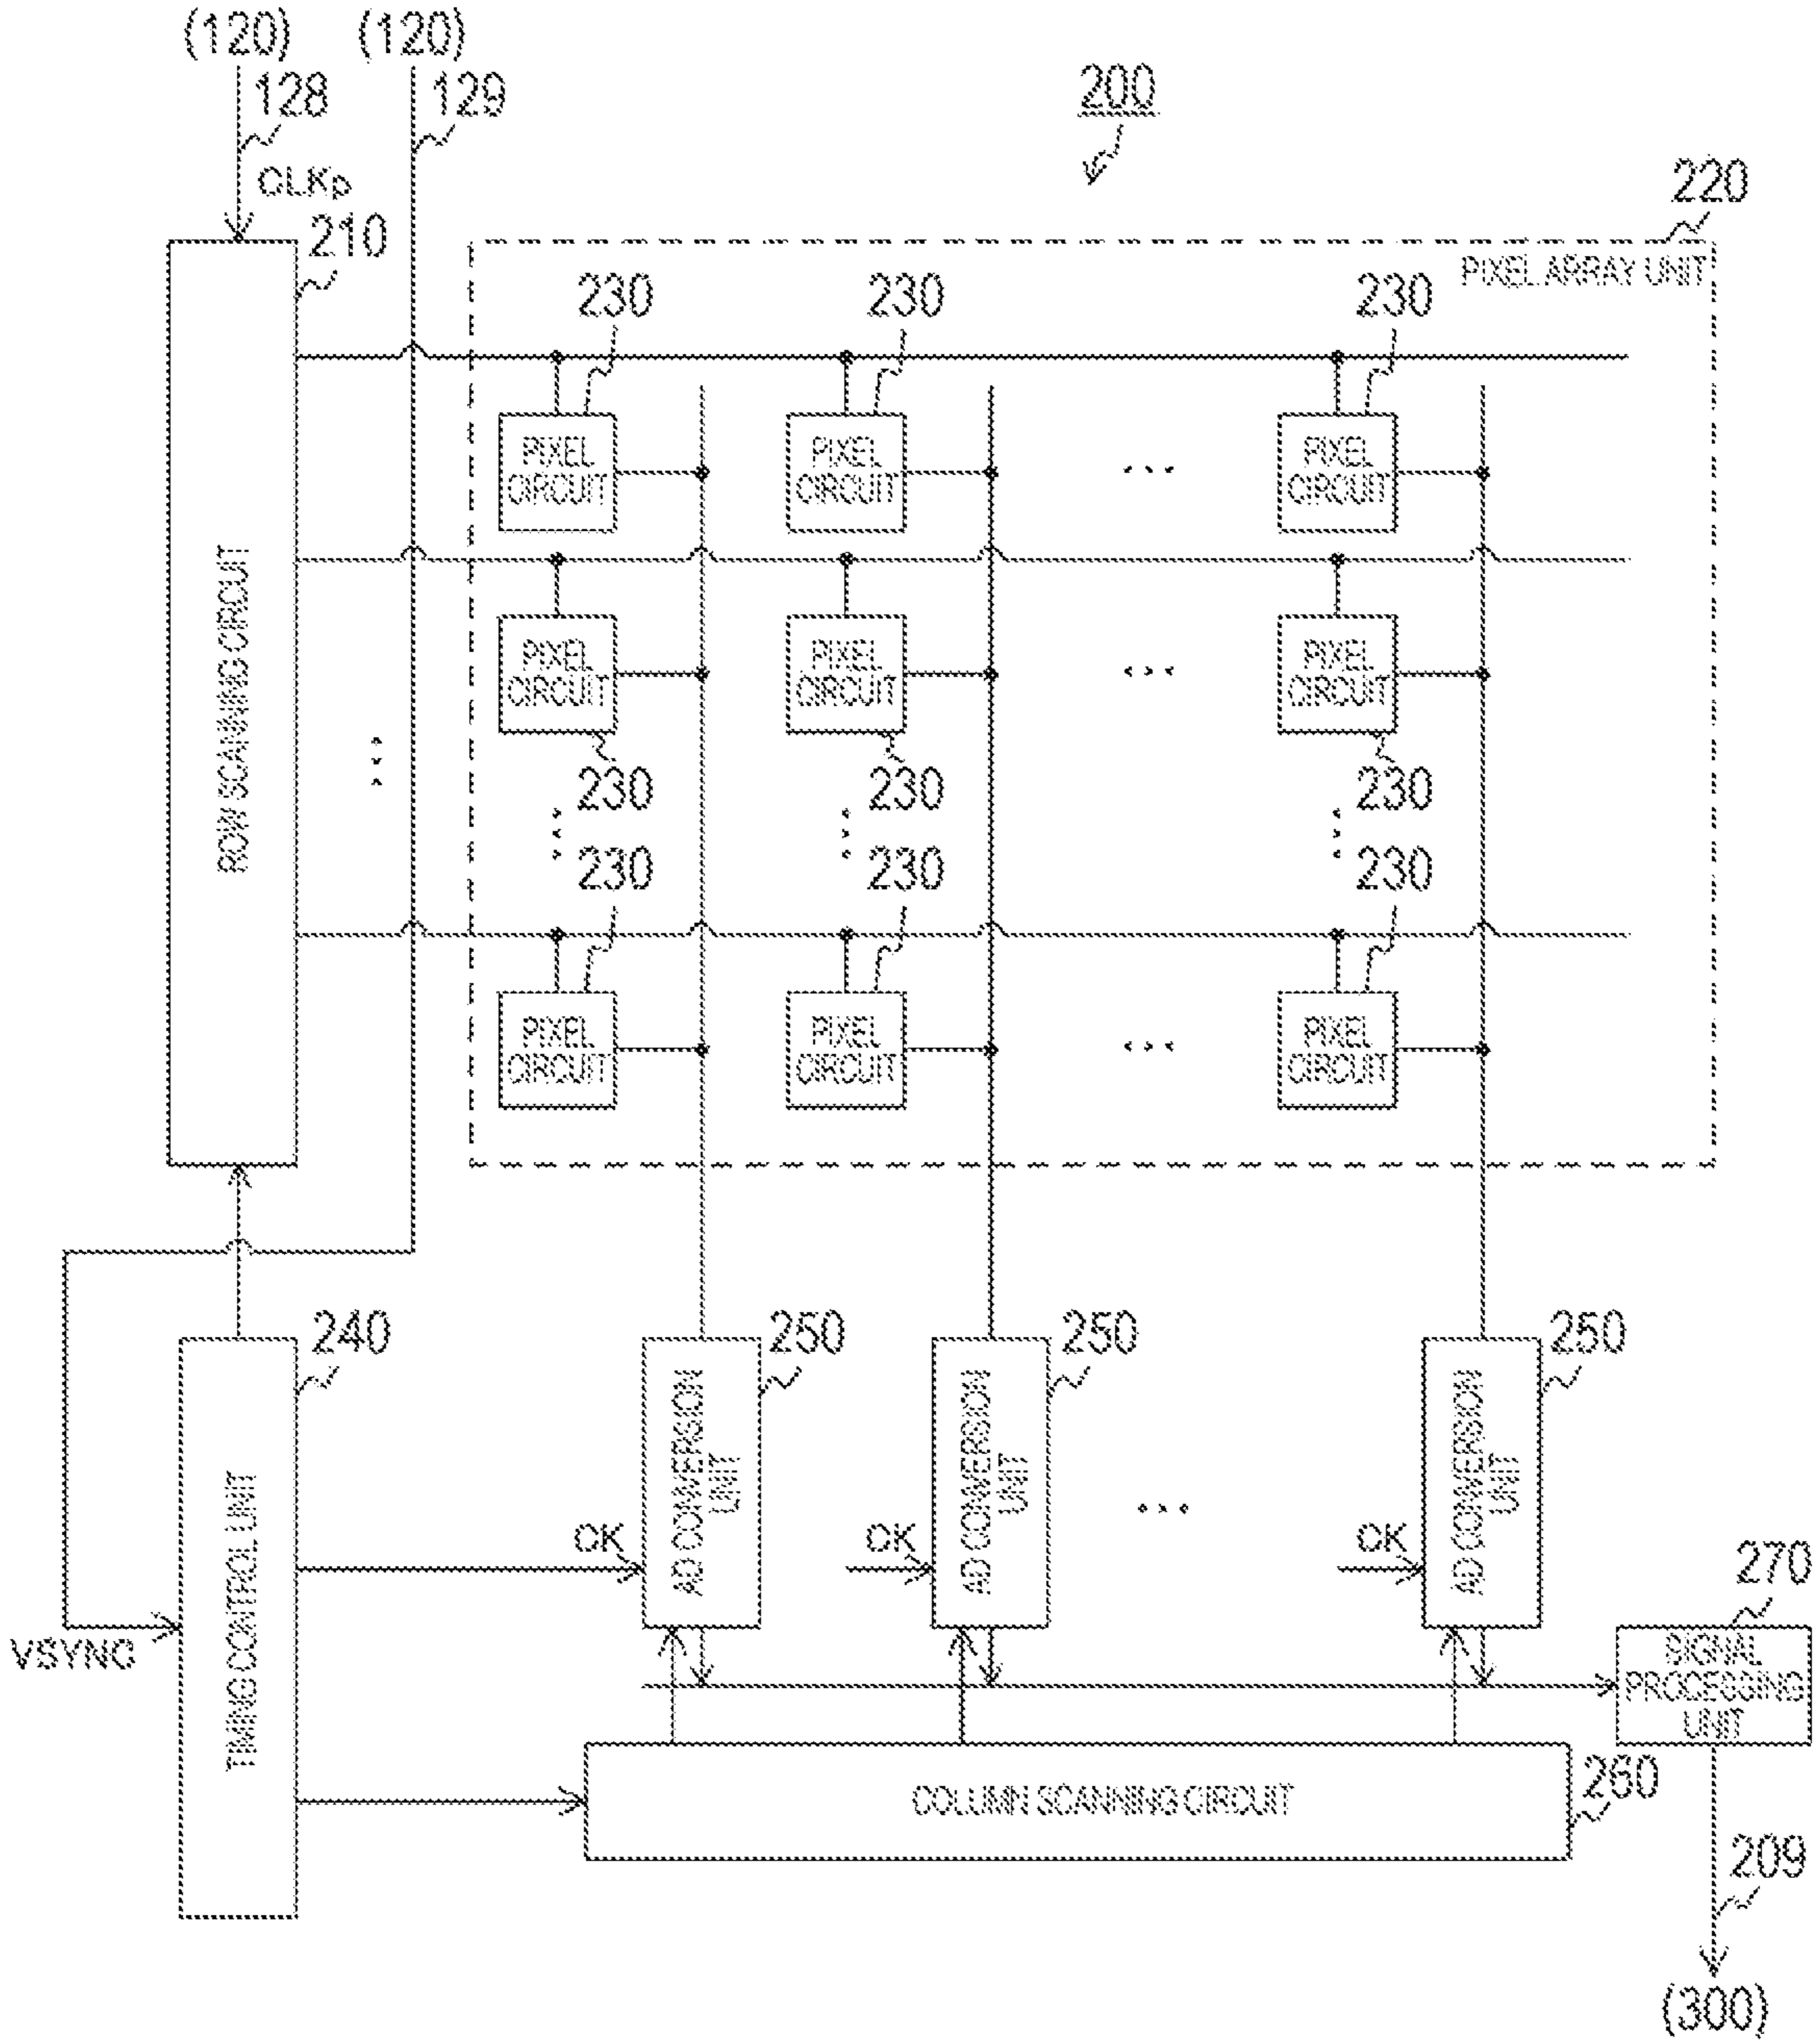 (120) (120)
128 129
200
CLKp
220
210
PIXEL ARRAY UNIT
230 230 230
PIXEL PIXEL PIXEL
CIRCUIT CIRCUIT ... CIRCUIT
ROW SCANNING CIRCUIT
PIXEL PIXEL PIXEL
CIRCUIT CIRCUIT ... CIRCUIT
230 230 230
230 230 230
PIXEL PIXEL PIXEL
CIRCUIT CIRCUIT ... CIRCUIT
240 250 250 250
TIMING CONTROL UNIT
AD CONVERSION
UNIT
AD CONVERSION
UNIT
...
AD CONVERSION
UNIT
CK CK CK
270
VSYNC
SIGNAL
PROCESSING
UNIT
COLUMN SCANNING CIRCUIT
260
209
(300)